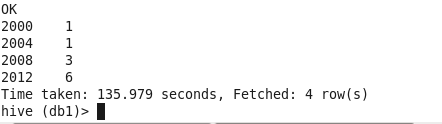 OK
2000    1
2004    1
2008    3
2012    6
Time taken: 135.979 seconds, Fetched: 4 row(s)
hive (db1)>